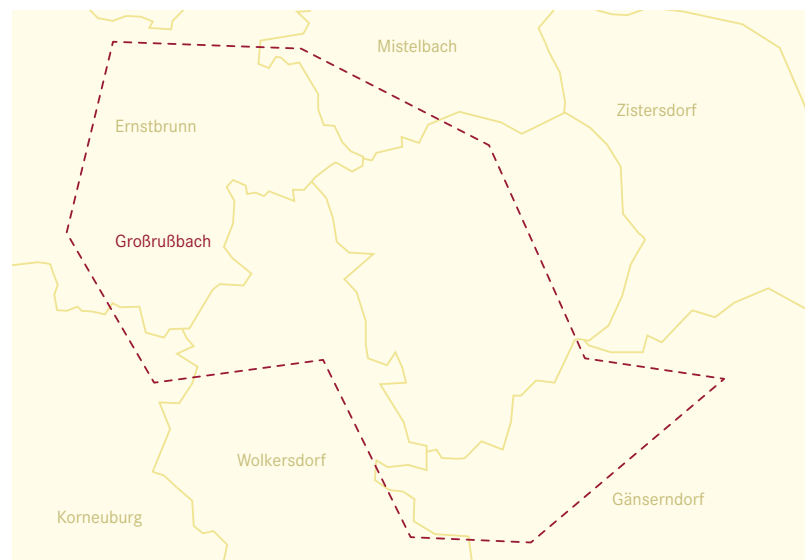 Mistelbach
Zistersdorf
Ernstbrunn
Großrußbach
Wolkersdorf
Gänserndorf
Korneuburg